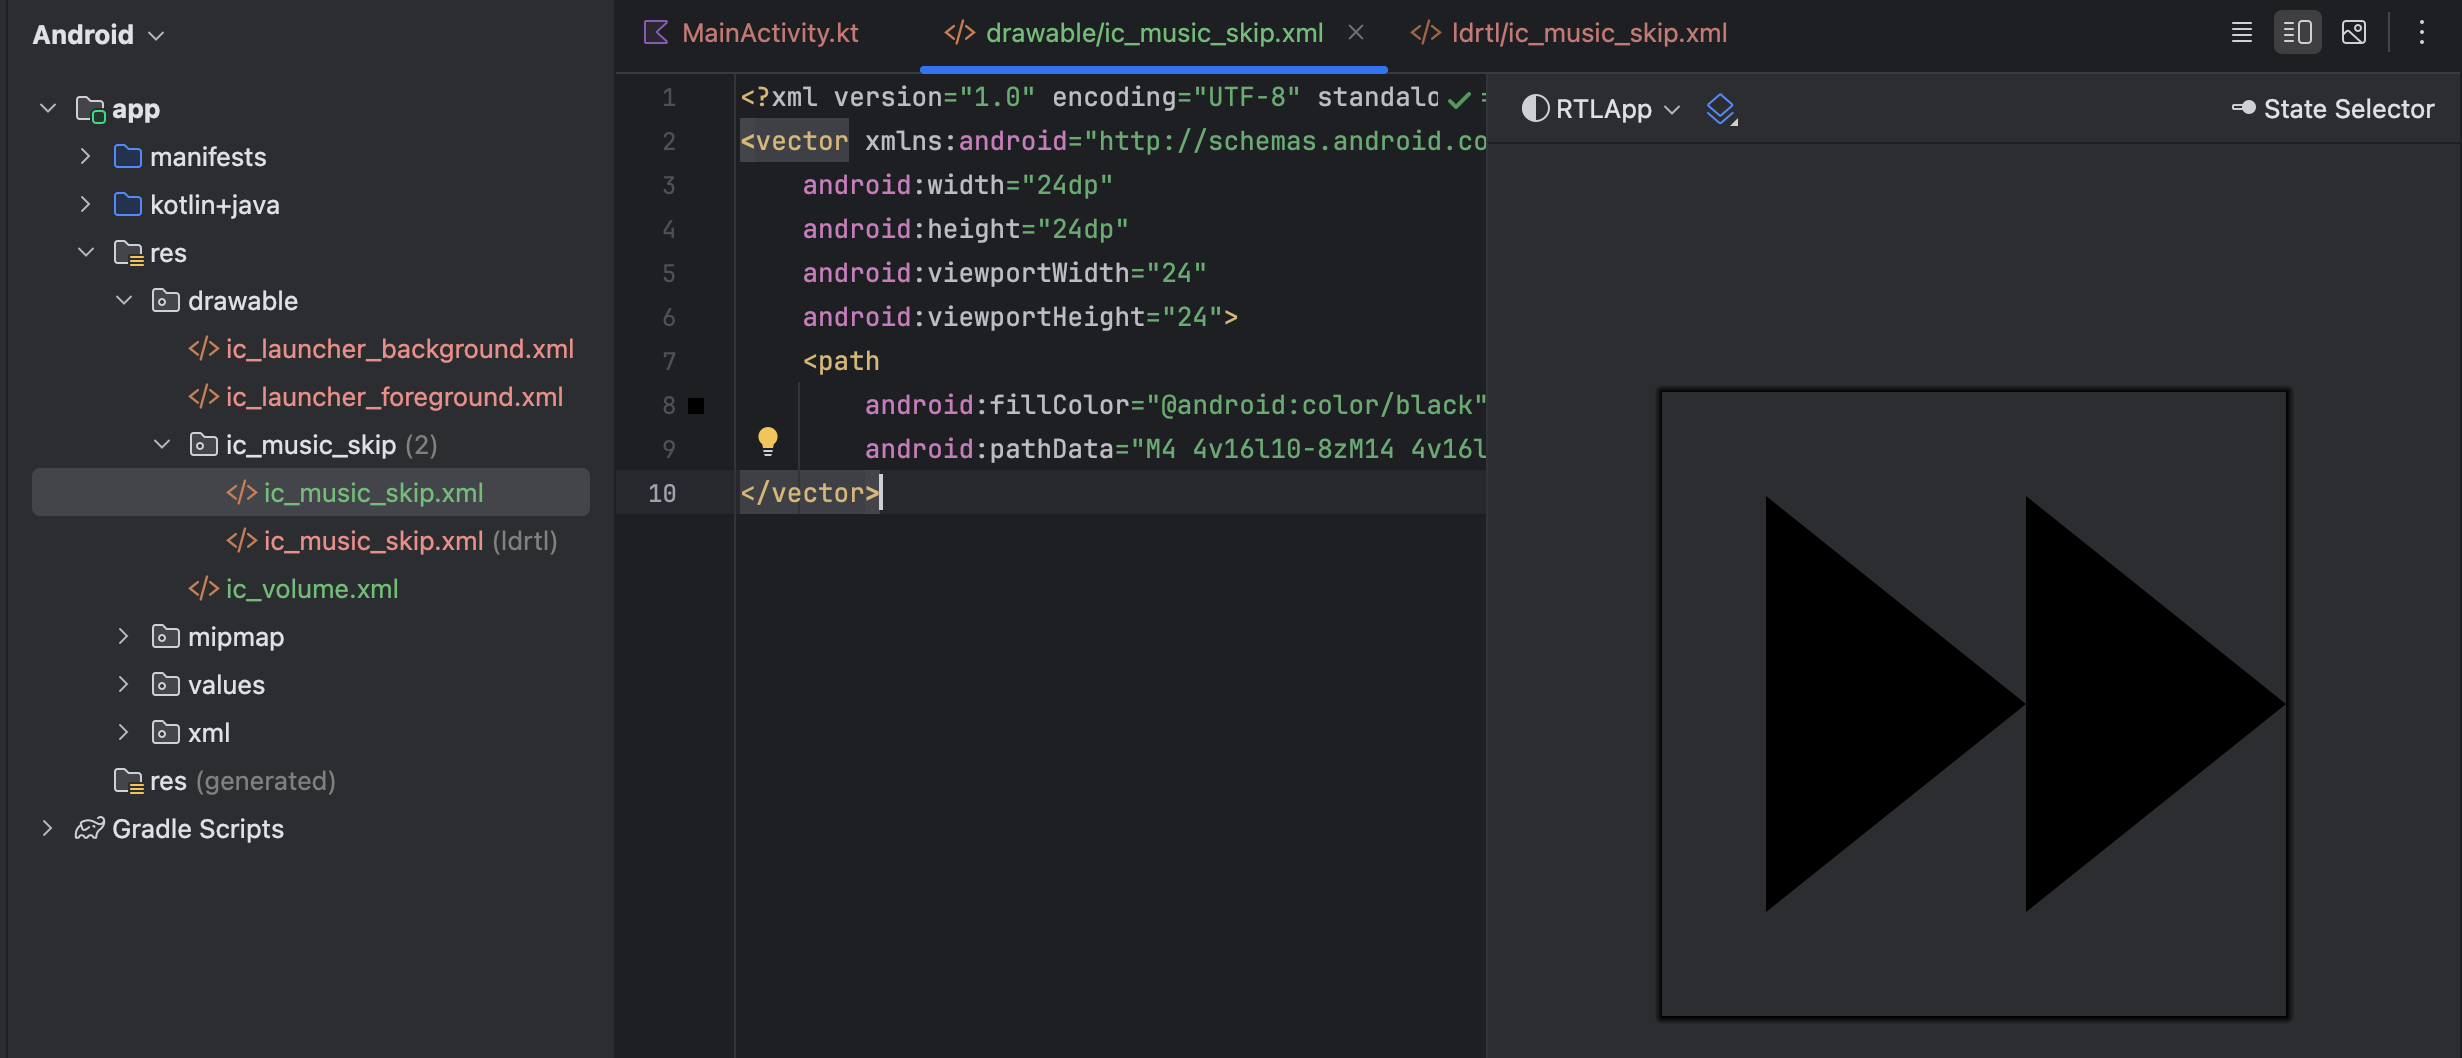 Android
app
manifests
kotlin+java
res
drawable
ic_launcher_background.xml
ic_launcher_foreground.xml
ic_music_skip (2)
ic_music_skip.xml
ic_music_skip.xml (ldrtl)
ic_volume.xml
mipmap
values
xml
res (generated)
Gradle Scripts
MainActivity.kt
drawable/ic_music_skip.xml
ldrtl/ic_music_skip.xml
1 <?xml version="1.0" encoding="UTF-8" standalo
2 <vector xmlns:android="http://schemas.android.co
3 android:width="24dp"
4 android:height="24dp"
5 android:viewportWidth="24"
6 android:viewportHeight="24">
7 <path
8 android:fillColor="@android:color/black"
9 android:pathData="M4 4v16l10-8zM14 4v16l
10 </vector>
RTLApp
State Selector